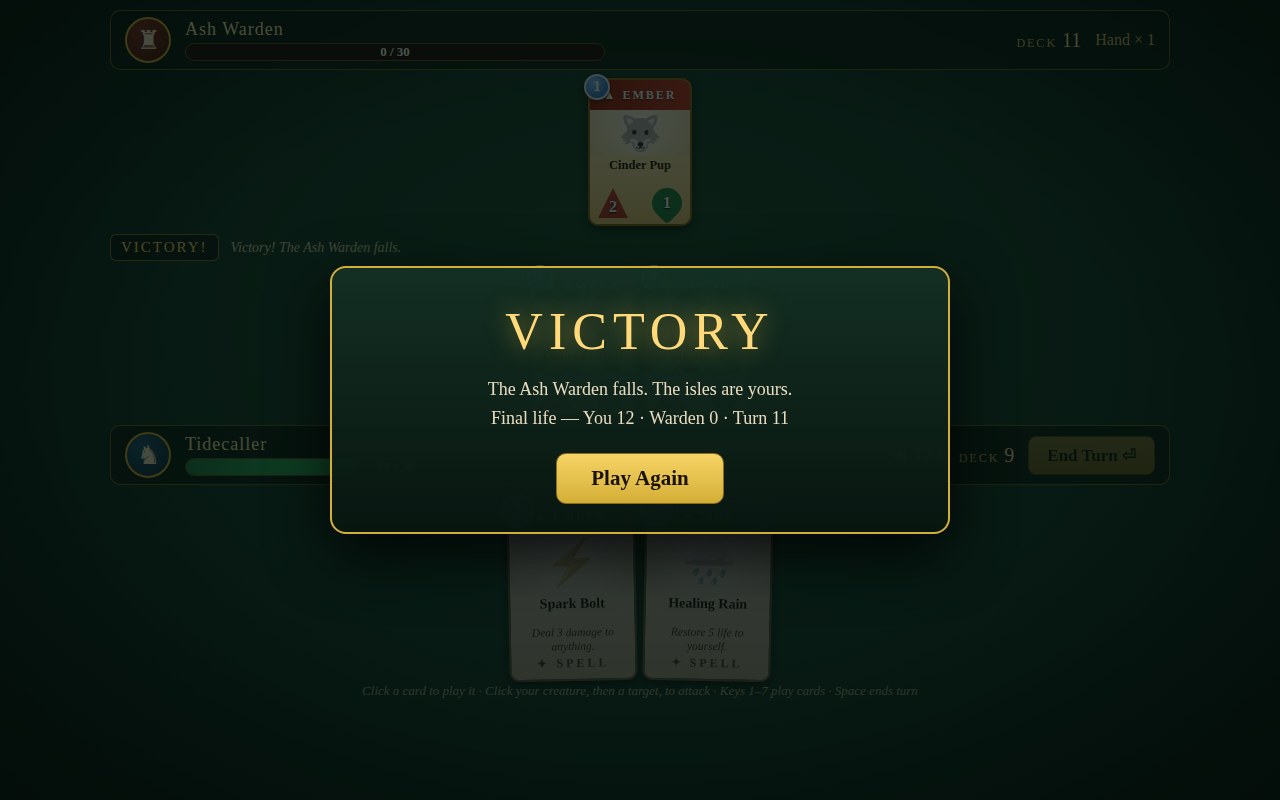 Ash Warden
0 / 30
DECK 11 Hand × 1
1
▲ EMBER
Cinder Pup
2 1
VICTORY! Victory! The Ash Warden falls.
VICTORY
The Ash Warden falls. The isles are yours.
Final life — You 12 · Warden 0 · Turn 11
Play Again
Tidecaller
DECK 9 End Turn ⏎
Spark Bolt
Deal 3 damage to
anything.
✦ SPELL
Healing Rain
Restore 5 life to
yourself.
✦ SPELL
Click a card to play it · Click your creature, then a target, to attack · Keys 1–7 play cards · Space ends turn